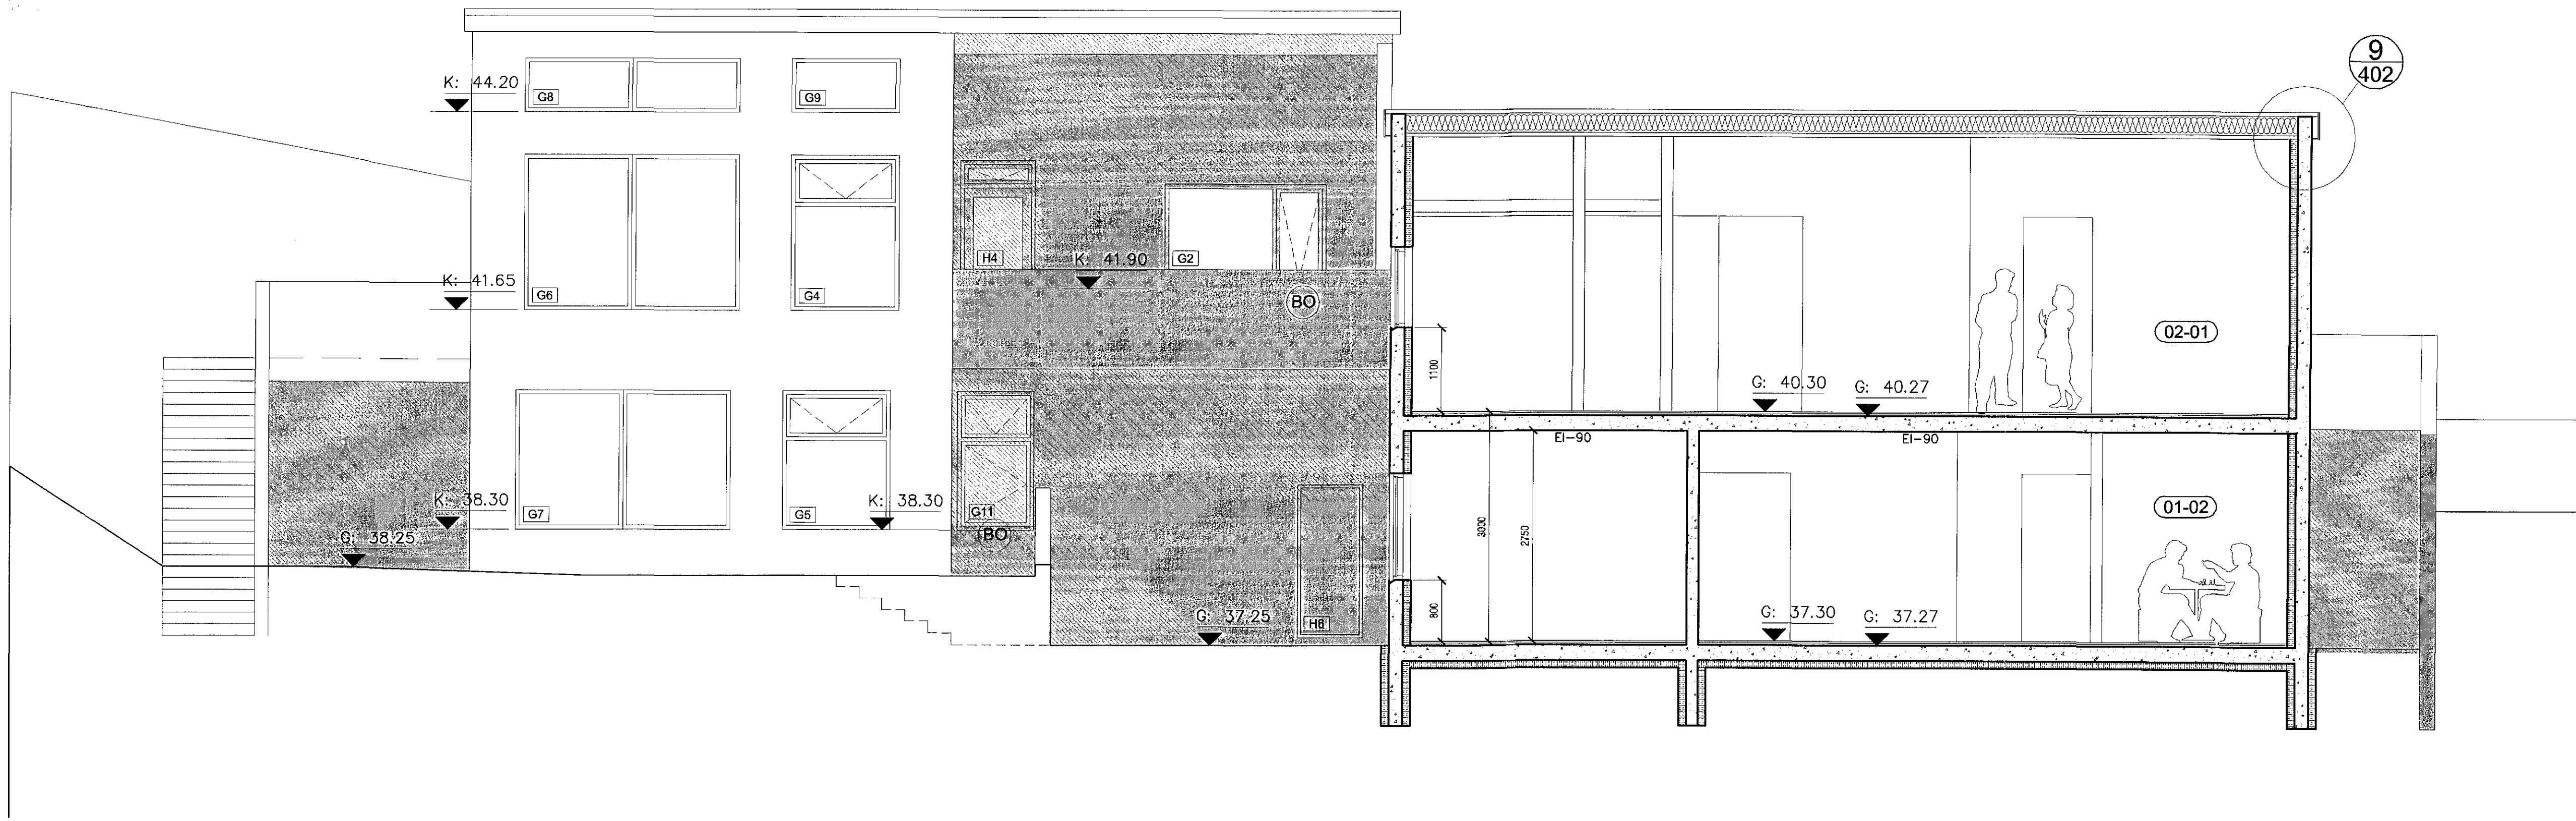 9
402
K: 44.20
G8
G9
H4
K: 41.90
G2
K: 41.65
G6
G4
BO
02-01
1100
G: 40.30
G: 40.27
EI-90
EI-90
K: 38.30
G7
G5
K: 38.30
G11
BO
G: 38.25
3000
2750
01-02
800
G: 37.25
H6
G: 37.30
G: 37.27